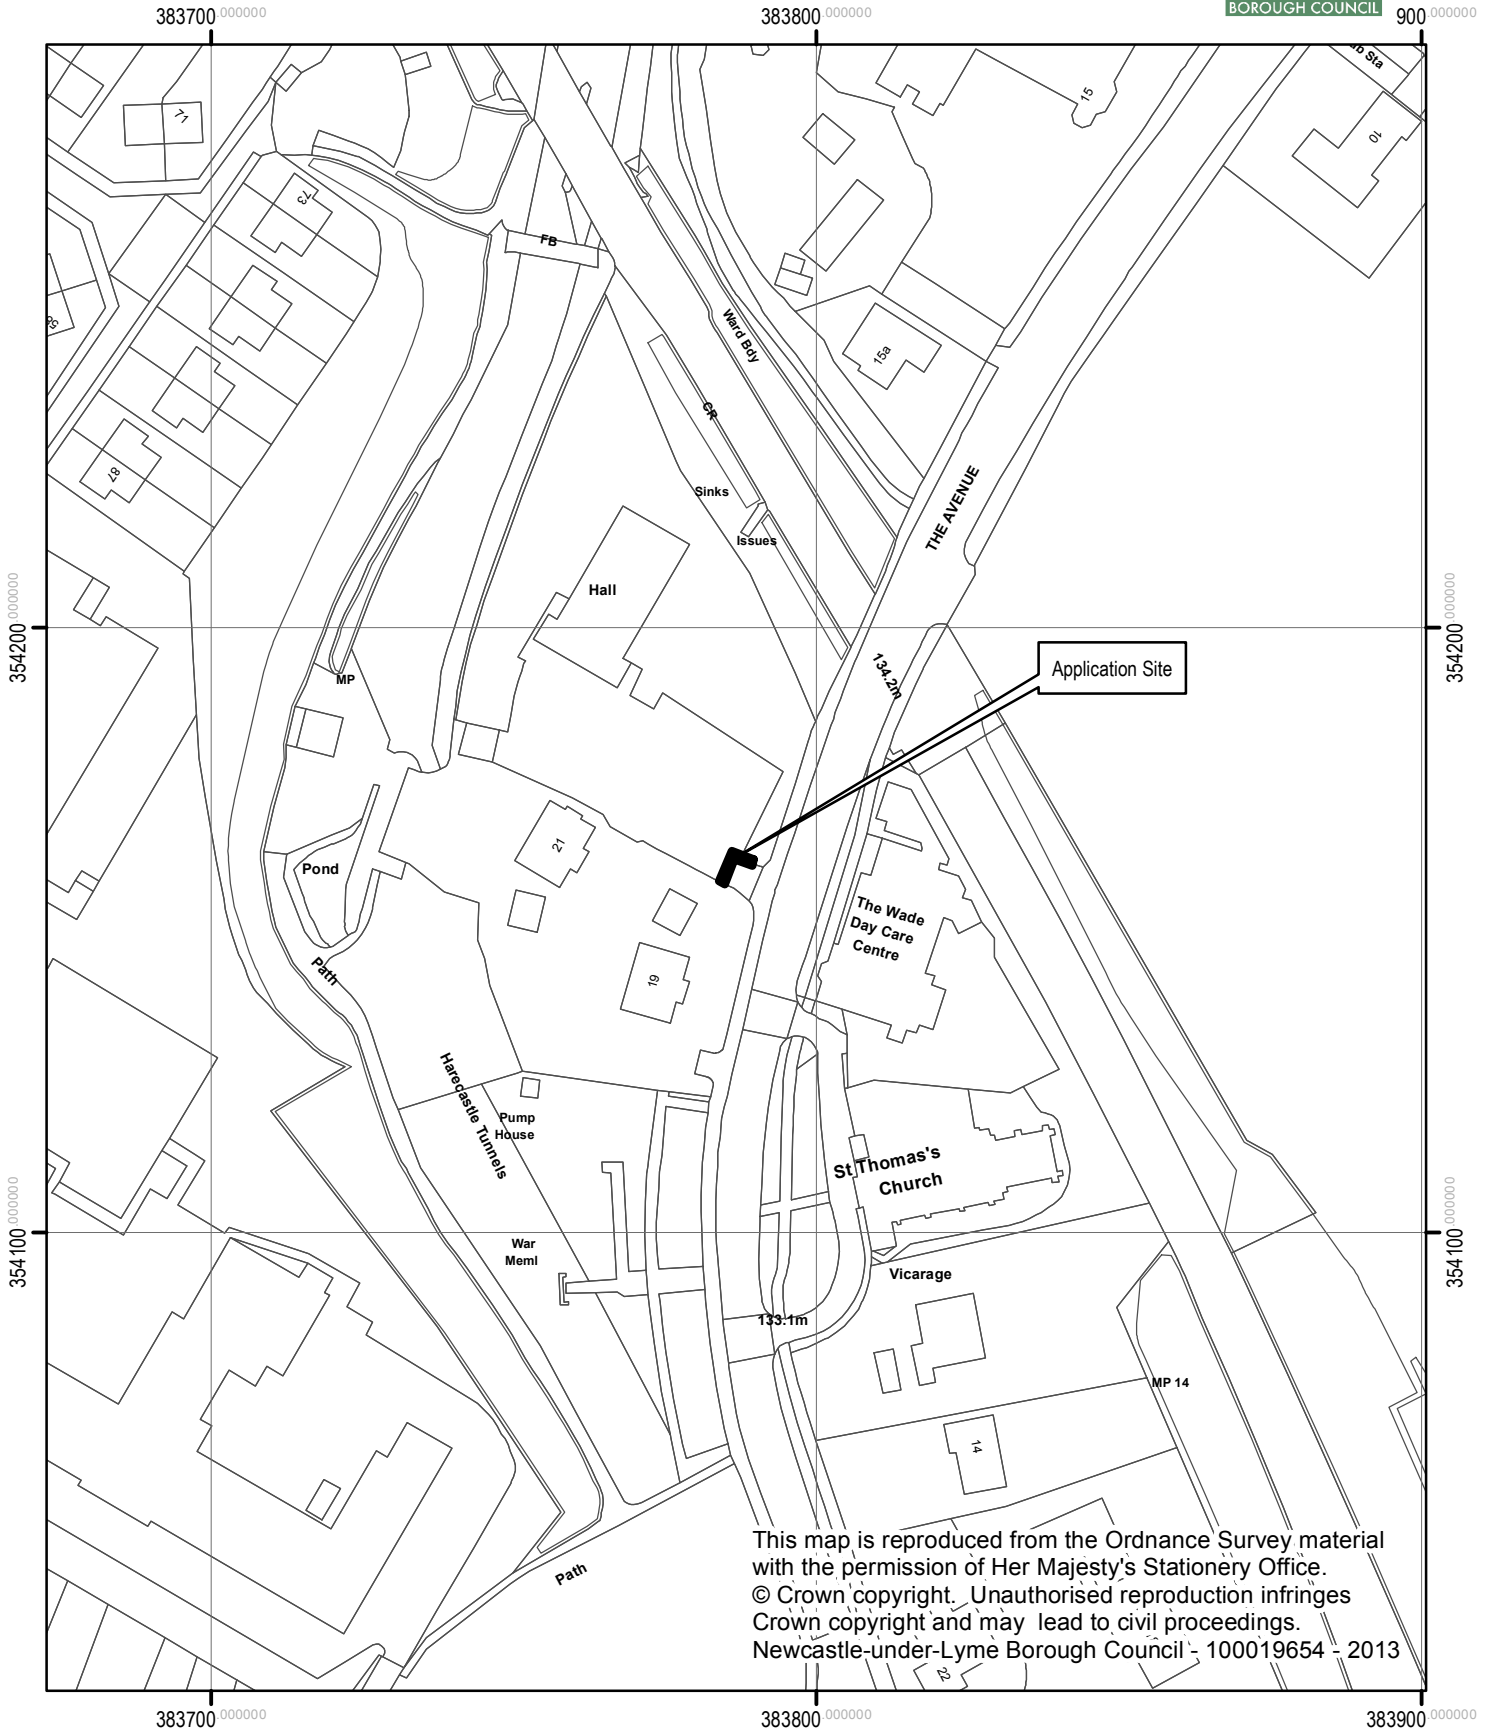 BOROUGH COUNCIL
383700.000000
383800.000000
900.000000
ub Sta
71
15
10
73
FB
58
Ward Bdy
15a
CR
87
Sinks
THE AVENUE
Issues
Hall
354200.000000
354200.000000
134.2m
Application Site
MP
21
Pond
The Wade
Day Care
Centre
Path
19
Harecastle Tunnels
Pump
House
St Thomas's
Church
354100.000000
354100.000000
War
Meml
Vicarage
133.1m
MP 14
14
This map is reproduced from the Ordnance Survey material
with the permission of Her Majesty's Stationery Office.
© Crown copyright. Unauthorised reproduction infringes
Crown copyright and may lead to civil proceedings.
Newcastle-under-Lyme Borough Council - 100019654 - 2013
Path
22
383700.000000
383800.000000
383900.000000